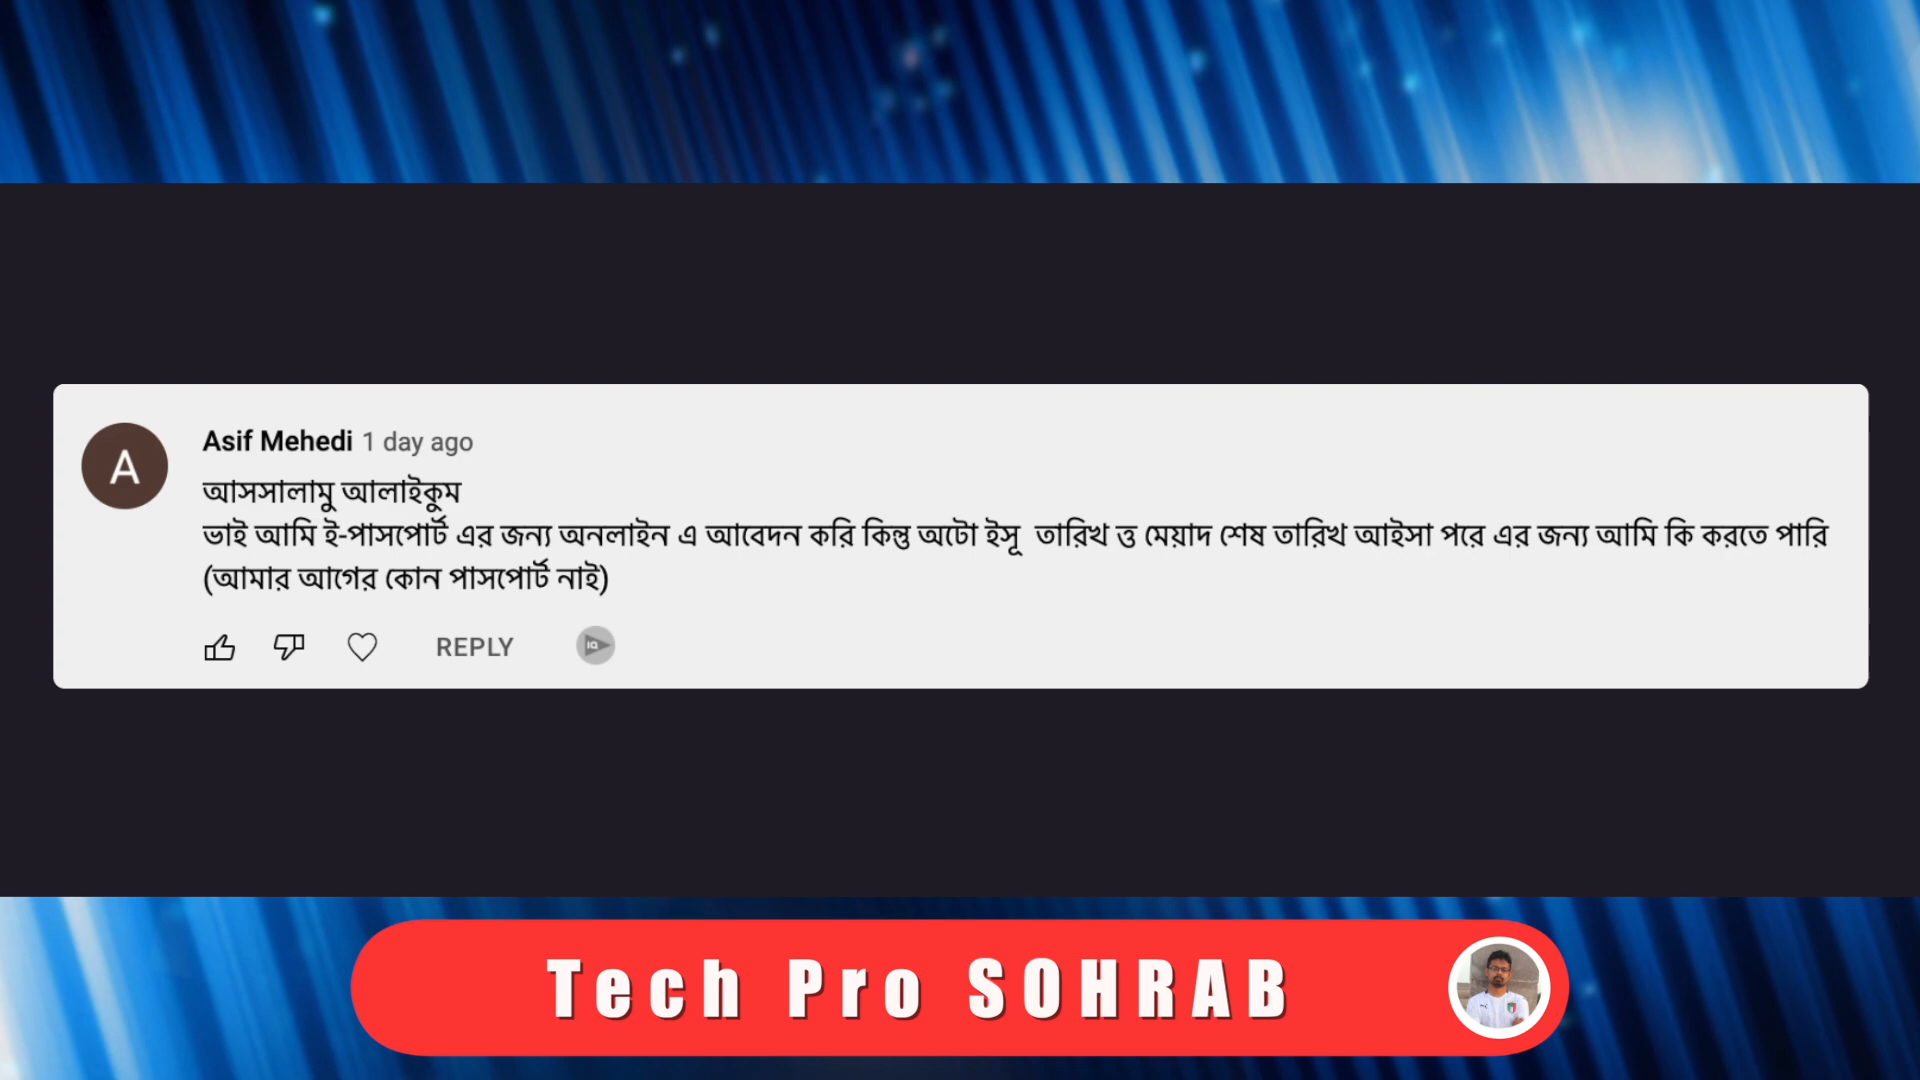 A
Asif Mehedi 1 day ago
আসসালামু আলাইকুম
ভাই আমি ই-পাসপোর্ট এর জন্য অনলাইন এ আবেদন করি কিন্তু অটো ইসূ তারিখ ত্ত মেয়াদ শেষ তারিখ আইসা পরে এর জন্য আমি কি করতে পারি
(আমার আগের কোন পাসপোর্ট নাই)
REPLY
IQ
Tech Pro SOHRAB